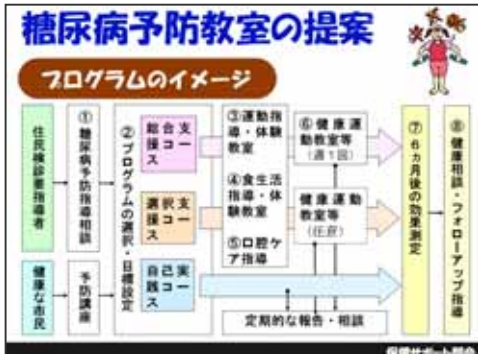 糖尿病予防教室の提案
プログラムのイメージ
住民検診要指導者
健康な市民
①糖尿病予防指導相談
予防講座
②プログラムの選択・目標設定
総合支援コース
選択支援コース
自己実践コース
③運動指導・体験教室
④食生活指導・体験教室
⑤口腔ケア指導
⑥健康運動教室等
(週1回)
健康運動教室等
(任意)
定期的な報告・相談
⑦6ヵ月後の効果測定
⑧健康相談・フォローアップ指導